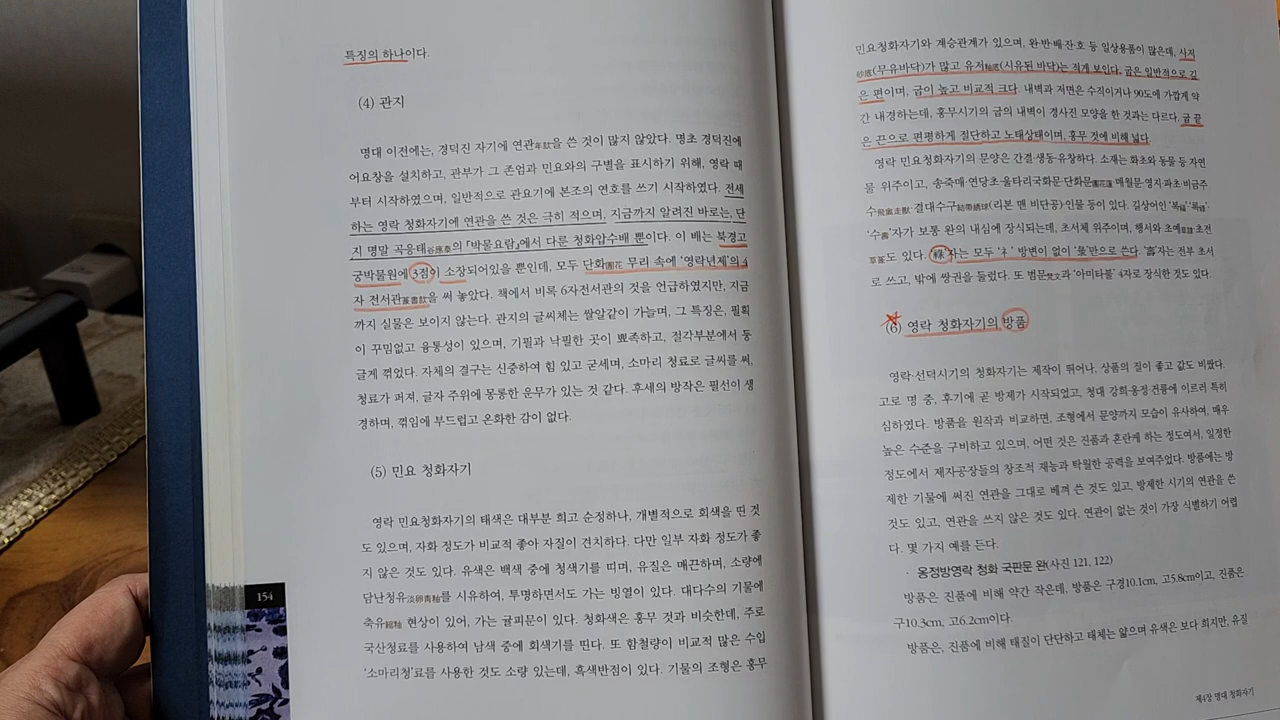 특징의 하나이다.
(4) 관지
명대 이전에는, 경덕진 자기에 연관年款을 쓴 것이 많지 않았다. 명초 경덕진에
어요창을 설치하고, 관부가 그 존엄과 민요와의 구별을 표시하기 위해, 영락 때
부터 시작하였으며, 일반적으로 관요기에 본조의 연호를 쓰기 시작하였다. 전세
하는 영락 청화자기에 연관을 쓴 것은 극히 적으며, 지금까지 알려진 바로는, 단
지 명말 곡응태谷應泰의 『박물요람』에서 다룬 청화압수배 뿐이다. 이 배는 북경고
궁박물원에 3점이 소장되어있을 뿐인데, 모두 단화團花 무리 속에 '영락년제'의 4
자 전서관篆書款을 써 놓았다. 책에서 비록 6자전서관의 것을 언급하였지만, 지금
까지 실물은 보이지 않는다. 관지의 글씨체는 쌀알같이 가늘며, 그 특징은, 필획
이 꾸밈없고 융통성이 있으며, 기필과 낙필한 곳이 뾰족하고, 절각부분에서 둥
글게 꺾었다. 자체의 결구는 신중하여 힘 있고 굳세며, 소마리 청료로 글씨를 써,
청료가 퍼져, 글자 주위에 몽롱한 운무가 있는 것 같다. 후세의 방작은 필선이 생
경하며, 꺾임에 부드럽고 온화한 감이 없다.
(5) 민요 청화자기
영락 민요청화자기의 태색은 대부분 희고 순정하나, 개별적으로 회색을 띤 것
도 있으며, 자화 정도가 비교적 좋아 자질이 견치하다. 다만 일부 자화 정도가 좋
지 않은 것도 있다. 유색은 백색 중에 청색기를 띠며, 유질은 매끈하며, 소량에
담난청유淡卵青釉를 시유하여, 투명하면서도 가는 빙열이 있다. 대다수의 기물에
축유縮釉 현상이 있어, 가는 귤피문이 있다. 청화색은 홍무 것과 비슷한데, 주로
국산청료를 사용하여 남색 중에 회색기를 띤다. 또 함철량이 비교적 많은 수입
'소마리청'료를 사용한 것도 소량 있는데, 흑색반점이 있다. 기물의 조형은 홍무
154
민요청화자기와 계승관계가 있으며, 완·반·배·잔·호 등 일상용품이 많은데, 사저
砂底(무유바닥)가 많고 유저釉底(시유된 바닥)는 적게 보인다. 굽은 일반적으로 깊
은 편이며, 굽이 높고 비교적 크다. 내벽과 저면은 수직이거나 90도에 가깝게 약
간 내경하는데, 홍무시기의 굽의 내벽이 경사진 모양을 한 것과는 다르다. 굽 끝
은 끈으로 편평하게 절단하고 노태상태이며, 홍무 것에 비해 넓다.
영락 민요청화자기의 문양은 간결·생동·유창하다. 소재는 화초와 동물 등 자연
물 위주이고, 송죽매·연당초·울타리국화문·단화문團花蓮·매월문·영지·파초·비금주
수飛禽走獸·결대수구結帶綉球(리본 맨 비단공)·인물 등이 있다. 길상어인 '복福'·'록祿'·
'수壽'자가 보통 완의 내심에 장식되는데, 초서체 위주이며, 행서와 초예草隸·초전
草篆도 있다. '祿'자는 모두 '礻' 방변이 없이 '彔'만으로 쓴다. '壽'자는 전부 초서
로 쓰고, 밖에 쌍권을 둘렀다. 또 범문梵文과 '아미타불' 4자로 장식한 것도 있다.
(6) 영락 청화자기의 방품
영락·선덕시기의 청화자기는 제작이 뛰어나, 상품의 질이 좋고 값도 비쌌다.
고로 명 중, 후기에 곧 방제가 시작되었고, 청대 강희·옹정·건륭에 이르러 특히
심하였다. 방품을 원작과 비교하면, 조형에서 문양까지 모습이 유사하여, 매우
높은 수준을 구비하고 있으며, 어떤 것은 진품과 혼란케 하는 정도여서, 일정한
정도에서 제자공장들의 창조적 재능과 탁월한 공력을 보여주었다. 방품에는 방
제한 기물에 써진 연관을 그대로 베껴 쓴 것도 있고, 방제한 시기의 연관을 쓴
것도 있고, 연관을 쓰지 않은 것도 있다. 연관이 없는 것이 가장 식별하기 어렵
다. 몇 가지 예를 든다.
· 옹정방영락 청화 국판문 완(사진 121, 122)
방품은 진품에 비해 약간 작은데, 방품은 구경10.1cm, 고5.8cm이고, 진품은
구10.3cm, 고6.2cm이다.
방품은, 진품에 비해 태질이 단단하고 태체는 얇으며 유색은 보다 희지만, 유질
제4장 명대 청화자기